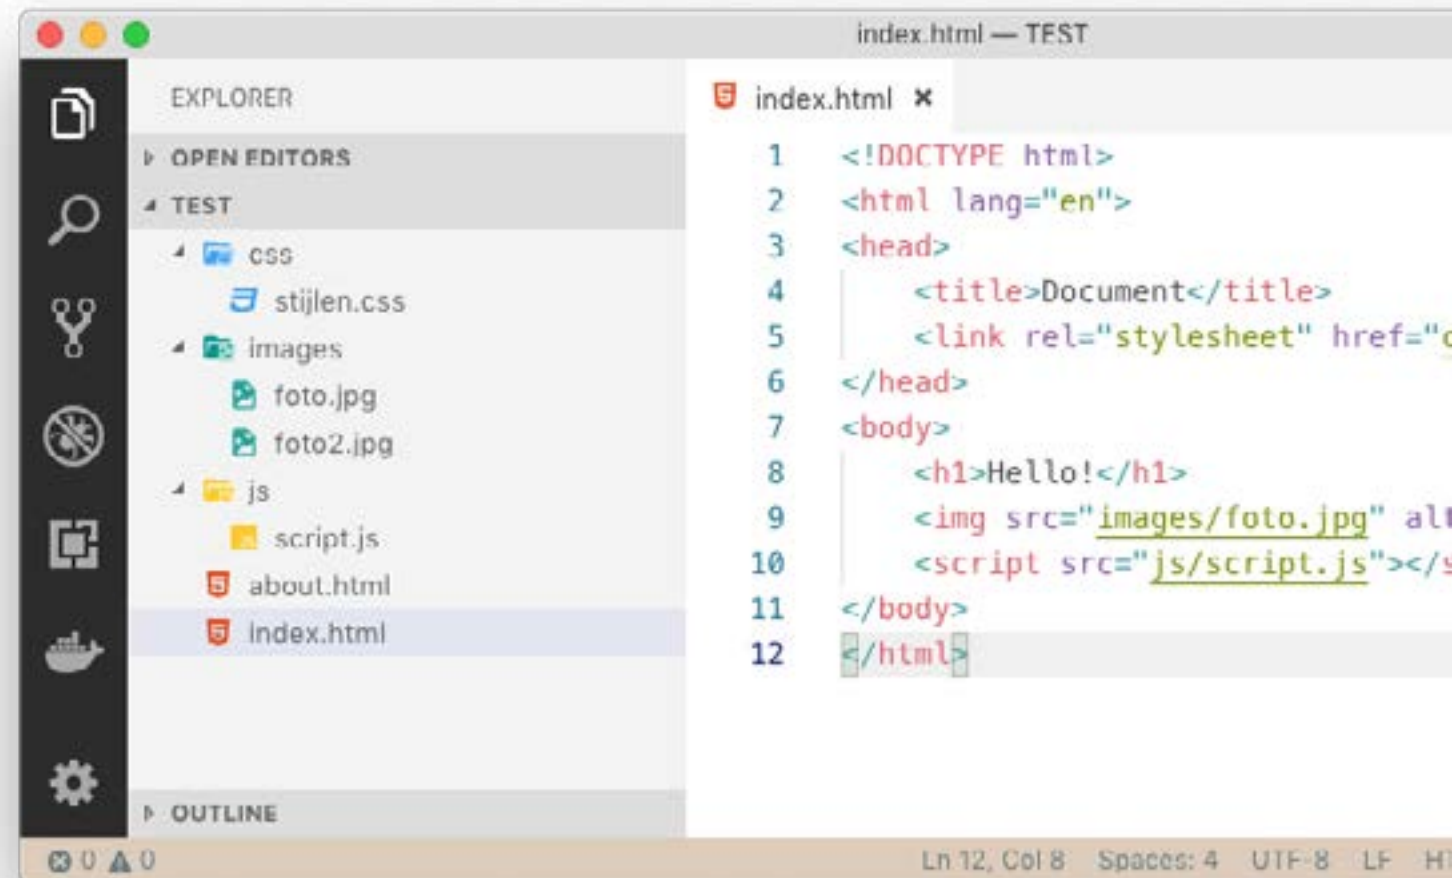 index.html — TEST
EXPLORER
OPEN EDITORS
TEST
css
stijlen.css
images
foto.jpg
foto2.jpg
js
script.js
about.html
index.html
OUTLINE
index.html
1 <!DOCTYPE html>
2 <html lang="en">
3 <head>
4 <title>Document</title>
5 <link rel="stylesheet" href="c
6 </head>
7 <body>
8 <h1>Hello!</h1>
9 <img src="images/foto.jpg" alt
10 <script src="js/script.js"></s
11 </body>
12 </html>
0 0 Ln 12, Col 8 Spaces: 4 UTF-8 LF HT